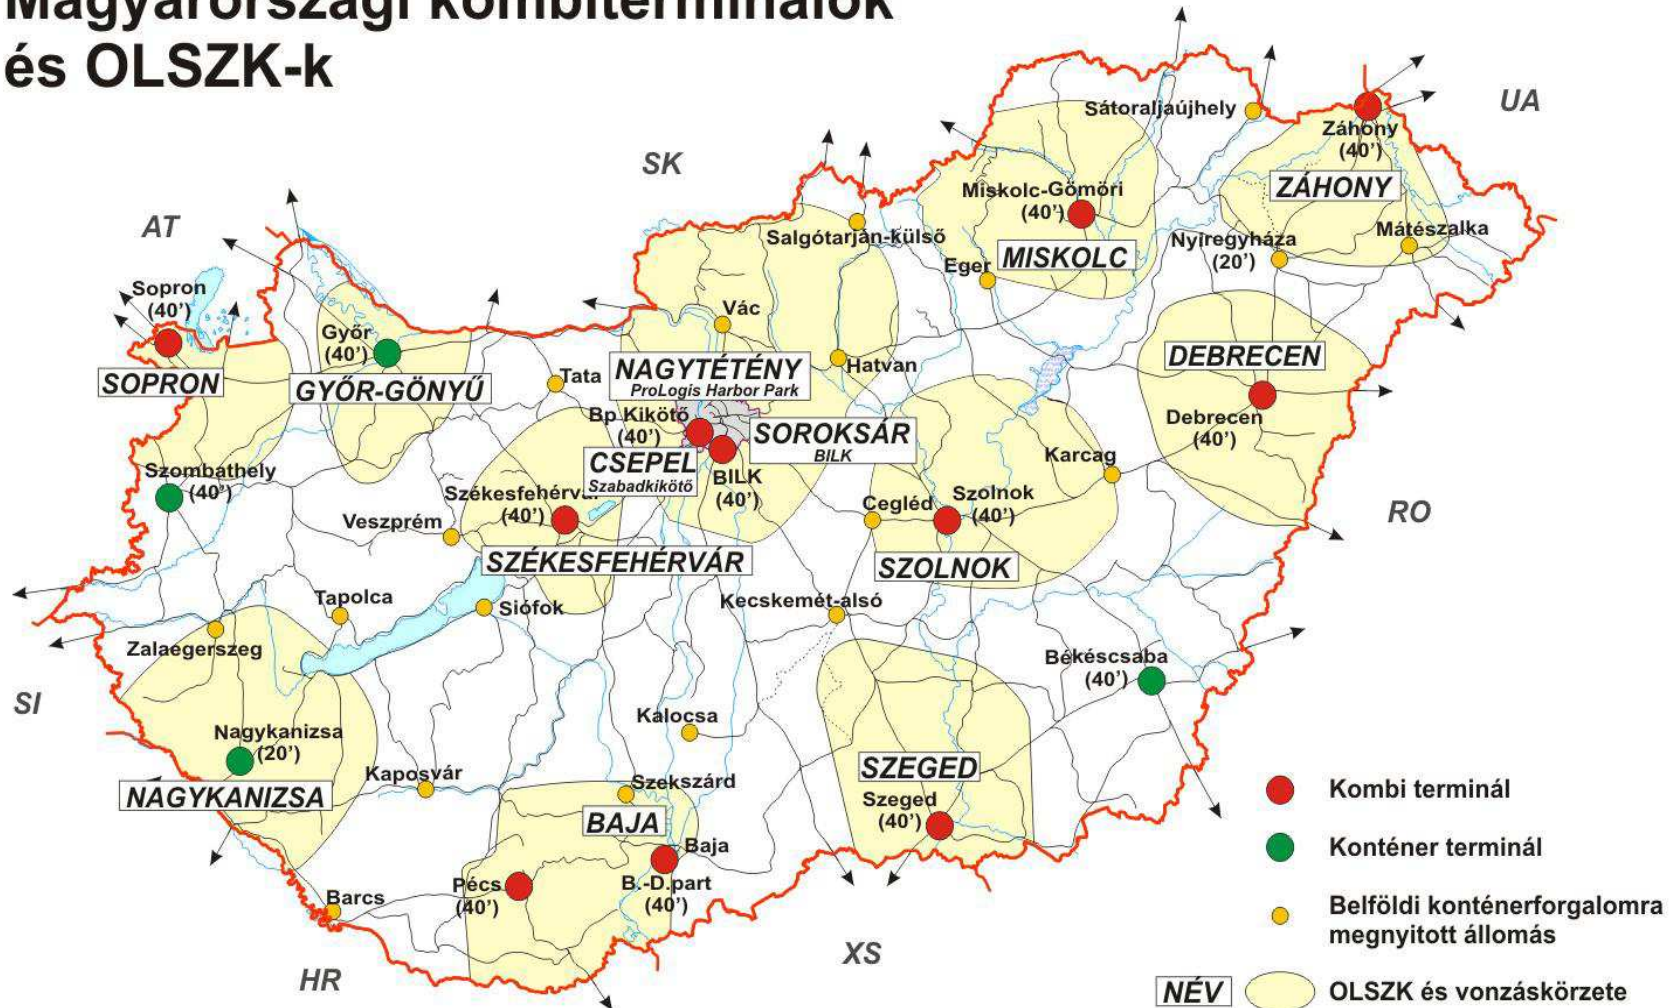 Magyarországi kombiterminálok
és OLSZK-k
SK
UA
AT
RO
SI
HR
XS
Sátoraljaújhely
Záhony
(40’)
ZÁHONY
Miskolc-Gömöri
(40’)
MISKOLC
Salgótarján-külső
Eger
Nyíregyháza
(20’)
Mátészalka
Sopron
(40’)
SOPRON
Győr
(40’)
GYŐR-GÖNYŰ
Vác
Tata
NAGYTÉTÉNY
ProLogis Harbor Park
Hatvan
DEBRECEN
Debrecen
(40’)
Bp.Kikötő
(40’)
SOROKSÁR
BILK
CSEPEL
Szabadkikötő
BILK
(40’)
Karcag
Szombathely
(40’)
Székesfehérvár
(40’)
Veszprém
SZÉKESFEHÉRVÁR
Cegléd
Szolnok
(40’)
SZOLNOK
Tapolca
Siófok
Kecskemét-alsó
Zalaegerszeg
Békéscsaba
(40’)
Nagykanizsa
(20’)
NAGYKANIZSA
Kalocsa
Kaposvár
Szekszárd
BAJA
SZEGED
Szeged
(40’)
Baja
B.-D.part
(40’)
Pécs
(40’)
Barcs
Kombi terminál
Konténer terminál
Belföldi konténerforgalomra
megnyitott állomás
NÉV
OLSZK és vonzáskörzete